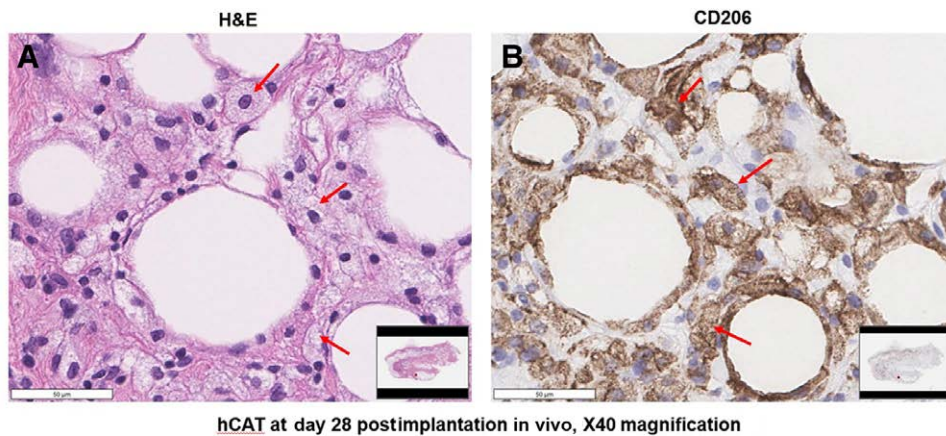 H&E
CD206
A
B
50 µm
50 µm
hCAT at day 28 postimplantation in vivo, X40 magnification